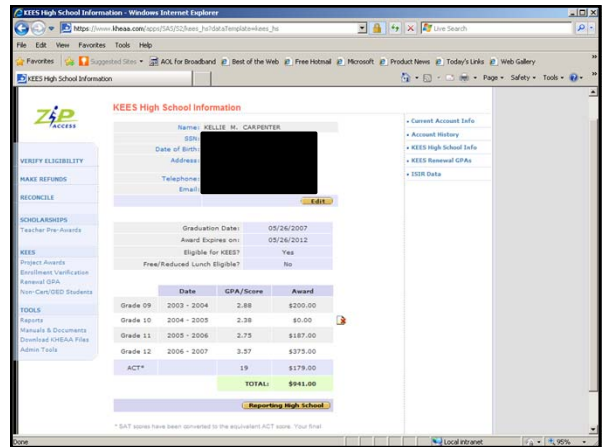 KEES High School Information - Windows Internet Explorer
https://www.kheaa.com/apps/SAS/S2/kees_hs?dataTemplate=kees_hs
Live Search
File Edit View Favorites Tools Help
Favorites Suggested Sites AOL for Broadband Best of the Web Free Hotmail Microsoft Product News Today's Links Web Gallery
KEES High School Information
Page Safety Tools
ZiP ACCESS
VERIFY ELIGIBILITY
MAKE REFUNDS
RECONCILE
SCHOLARSHIPS
Teacher Pre-Awards
KEES
Project Awards
Enrollment Verification
Renewal GPA
Non-Cert/GED Students
TOOLS
Reports
Manuals & Documents
Download KHEAA Files
Admin Tools
KEES High School Information
Name: KELLIE M. CARPENTER
SSN:
Date of Birth:
Address:
Telephone:
Email:
Edit
Graduation Date: 05/26/2007
Award Expires on: 05/26/2012
Eligible for KEES? Yes
Free/Reduced Lunch Eligible? No
Date GPA/Score Award
Grade 09 2003 - 2004 2.88 $200.00
Grade 10 2004 - 2005 2.38 $0.00
Grade 11 2005 - 2006 2.75 $187.00
Grade 12 2006 - 2007 3.57 $375.00
ACT* 19 $179.00
TOTAL: $941.00
Reporting High School
* SAT scores have been converted to the equivalent ACT score. Your final
• Current Account Info
• Account History
• KEES High School Info
• KEES Renewal GPAs
• ISIR Data
Done
Local intranet
95%